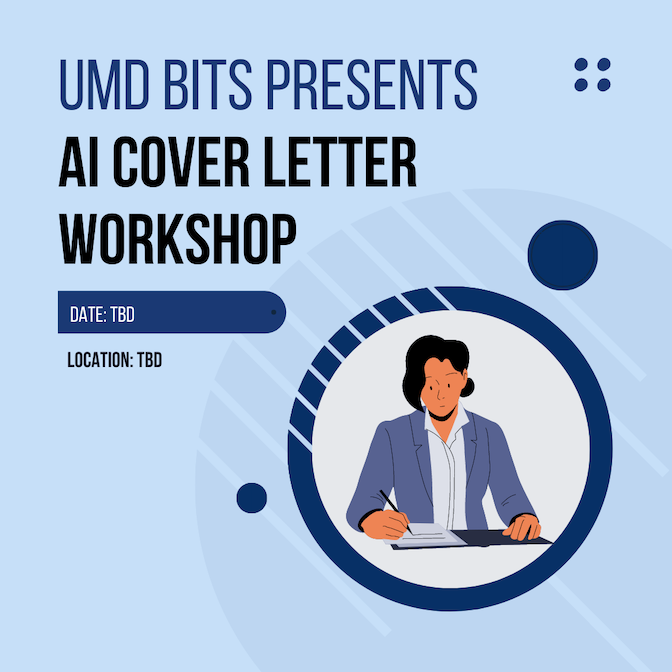 UMD BITS PRESENTS
AI COVER LETTER
WORKSHOP
DATE: TBD
LOCATION: TBD